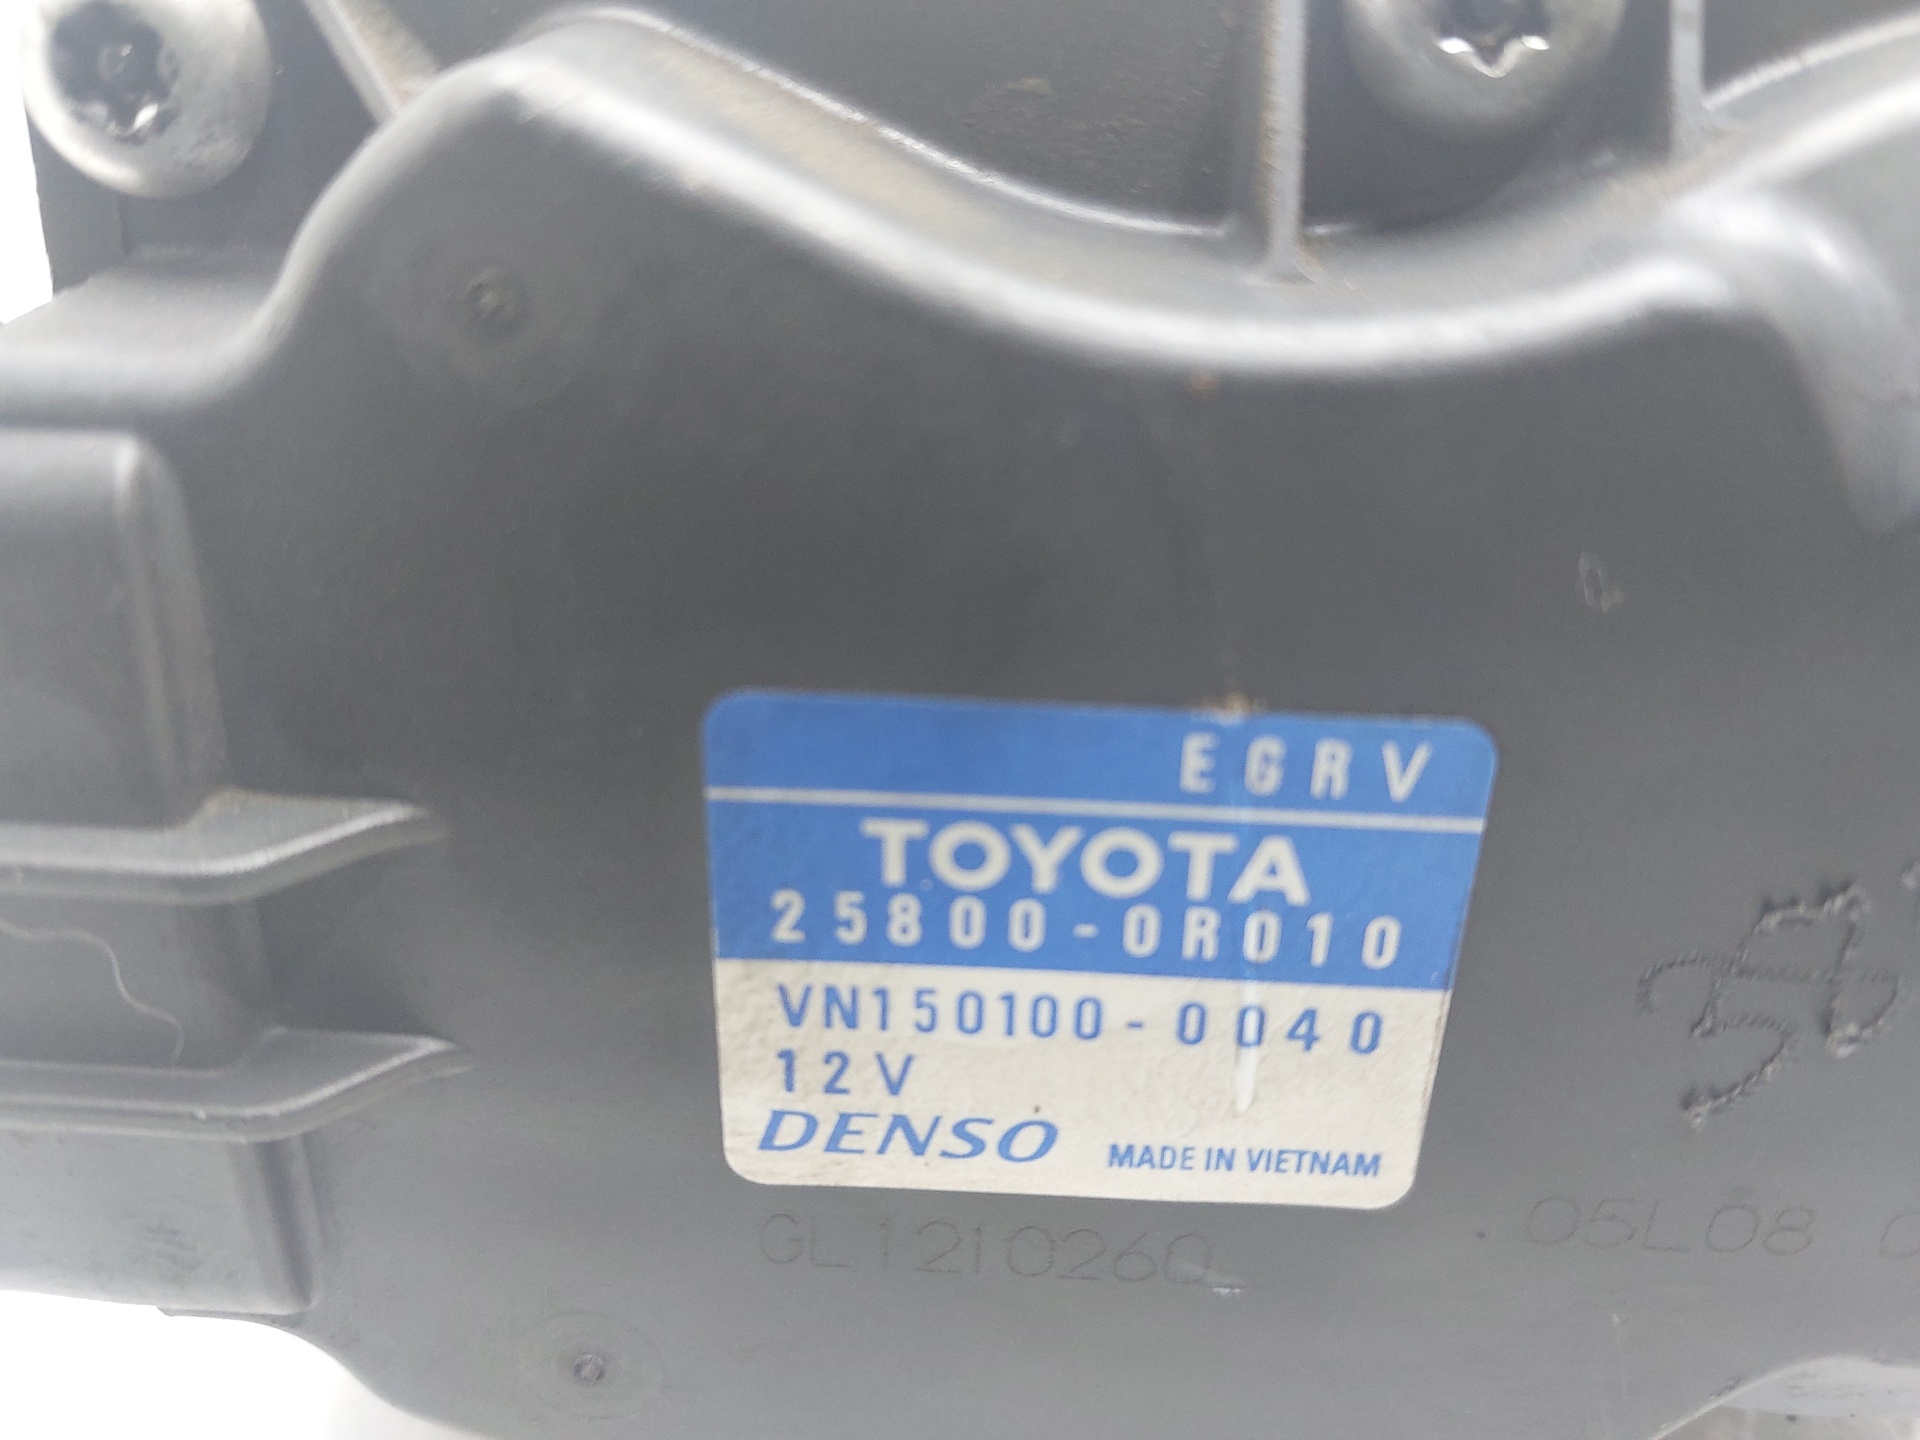 EGRV
TOYOTA
25800-0R010
VN150100-0040
12V
DENSO MADE IN VIETNAM
GL1210260
05L08